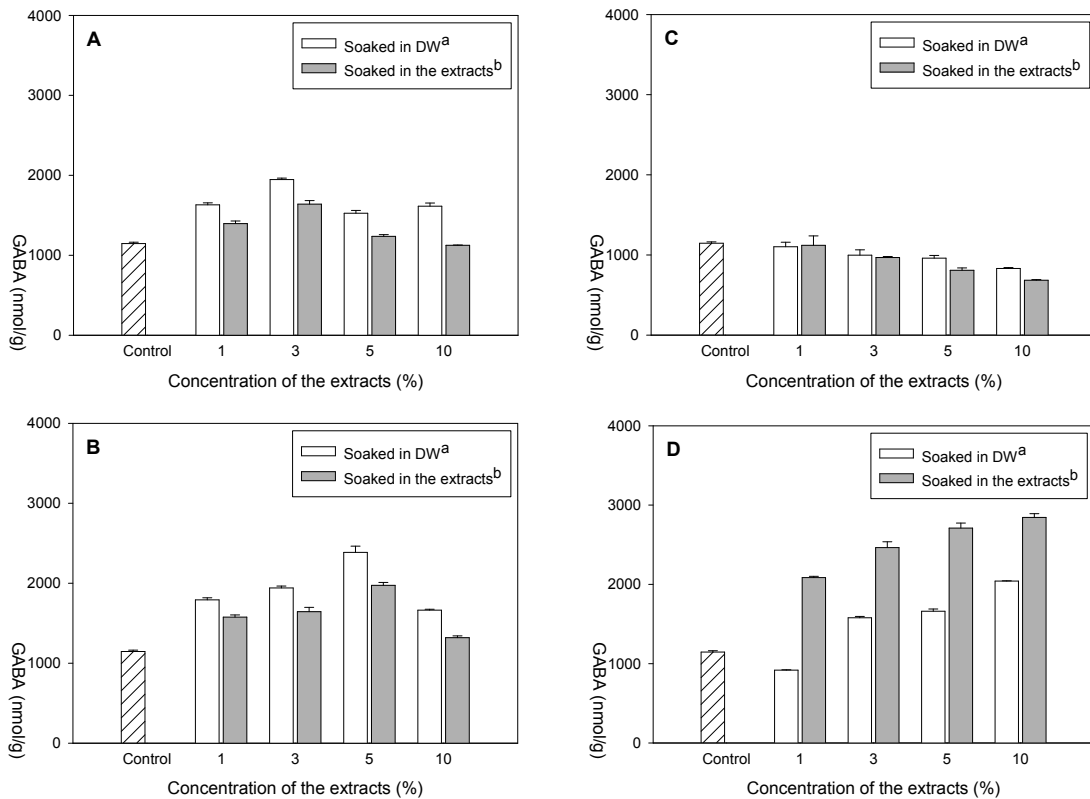 A
Soaked in DWa
Soaked in the extractsb
4000
3000
2000
1000
0
GABA (nmol/g)
Control 1 3 5 10
Concentration of the extracts (%)
C
Soaked in DWa
Soaked in the extractsb
4000
3000
2000
1000
0
GABA (nmol/g)
Control 1 3 5 10
Concentration of the extracts (%)
B
Soaked in DWa
Soaked in the extractsb
4000
3000
2000
1000
0
GABA (nmol/g)
Control 1 3 5 10
Concentration of the extracts (%)
D
Soaked in DWa
Soaked in the extractsb
4000
3000
2000
1000
0
GABA (nmol/g)
Control 1 3 5 10
Concentration of the extracts (%)